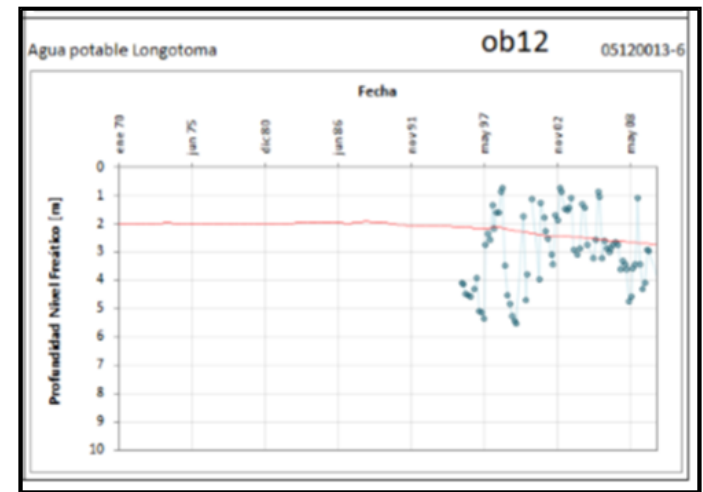 Agua potable Longotoma ob12 05120013-6
Fecha
ene 70 jun 75 dic 80 jun 86 nov 91 may 97 nov 02 may 08
Profundidad Nivel Freático [m]
0
1
2
3
4
5
6
7
8
9
10